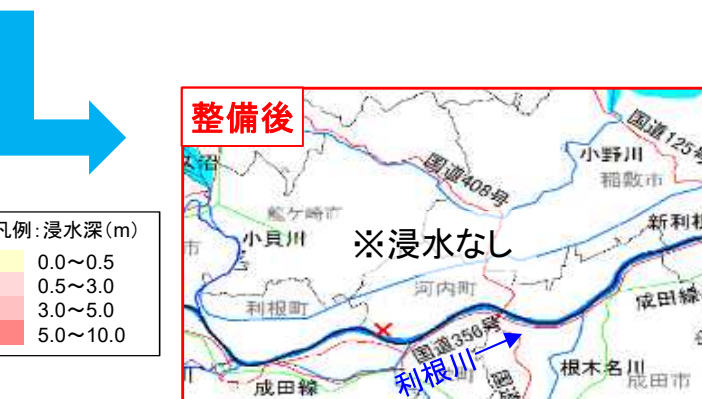 整備後
国道125号
小野川
国道408号
稲敷市
龍ケ崎市
小貝川
※浸水なし
新利根
凡例：浸水深（m）
0.0～0.5
0.5～3.0
3.0～5.0
5.0～10.0
利根町
河内町
成田線
国道356号
利根川
根木名川
成田市
成田線